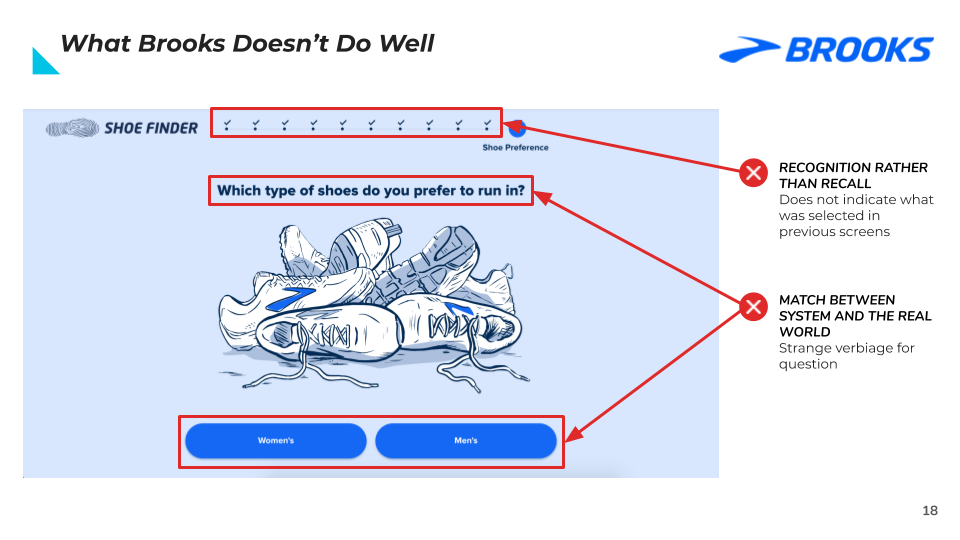 What Brooks Doesn't Do Well
BROOKS
SHOE FINDER
Shoe Preference
Which type of shoes do you prefer to run in?
Women's
Men's
RECOGNITION RATHER
THAN RECALL
Does not indicate what
was selected in
previous screens
MATCH BETWEEN
SYSTEM AND THE REAL
WORLD
Strange verbiage for
question
18